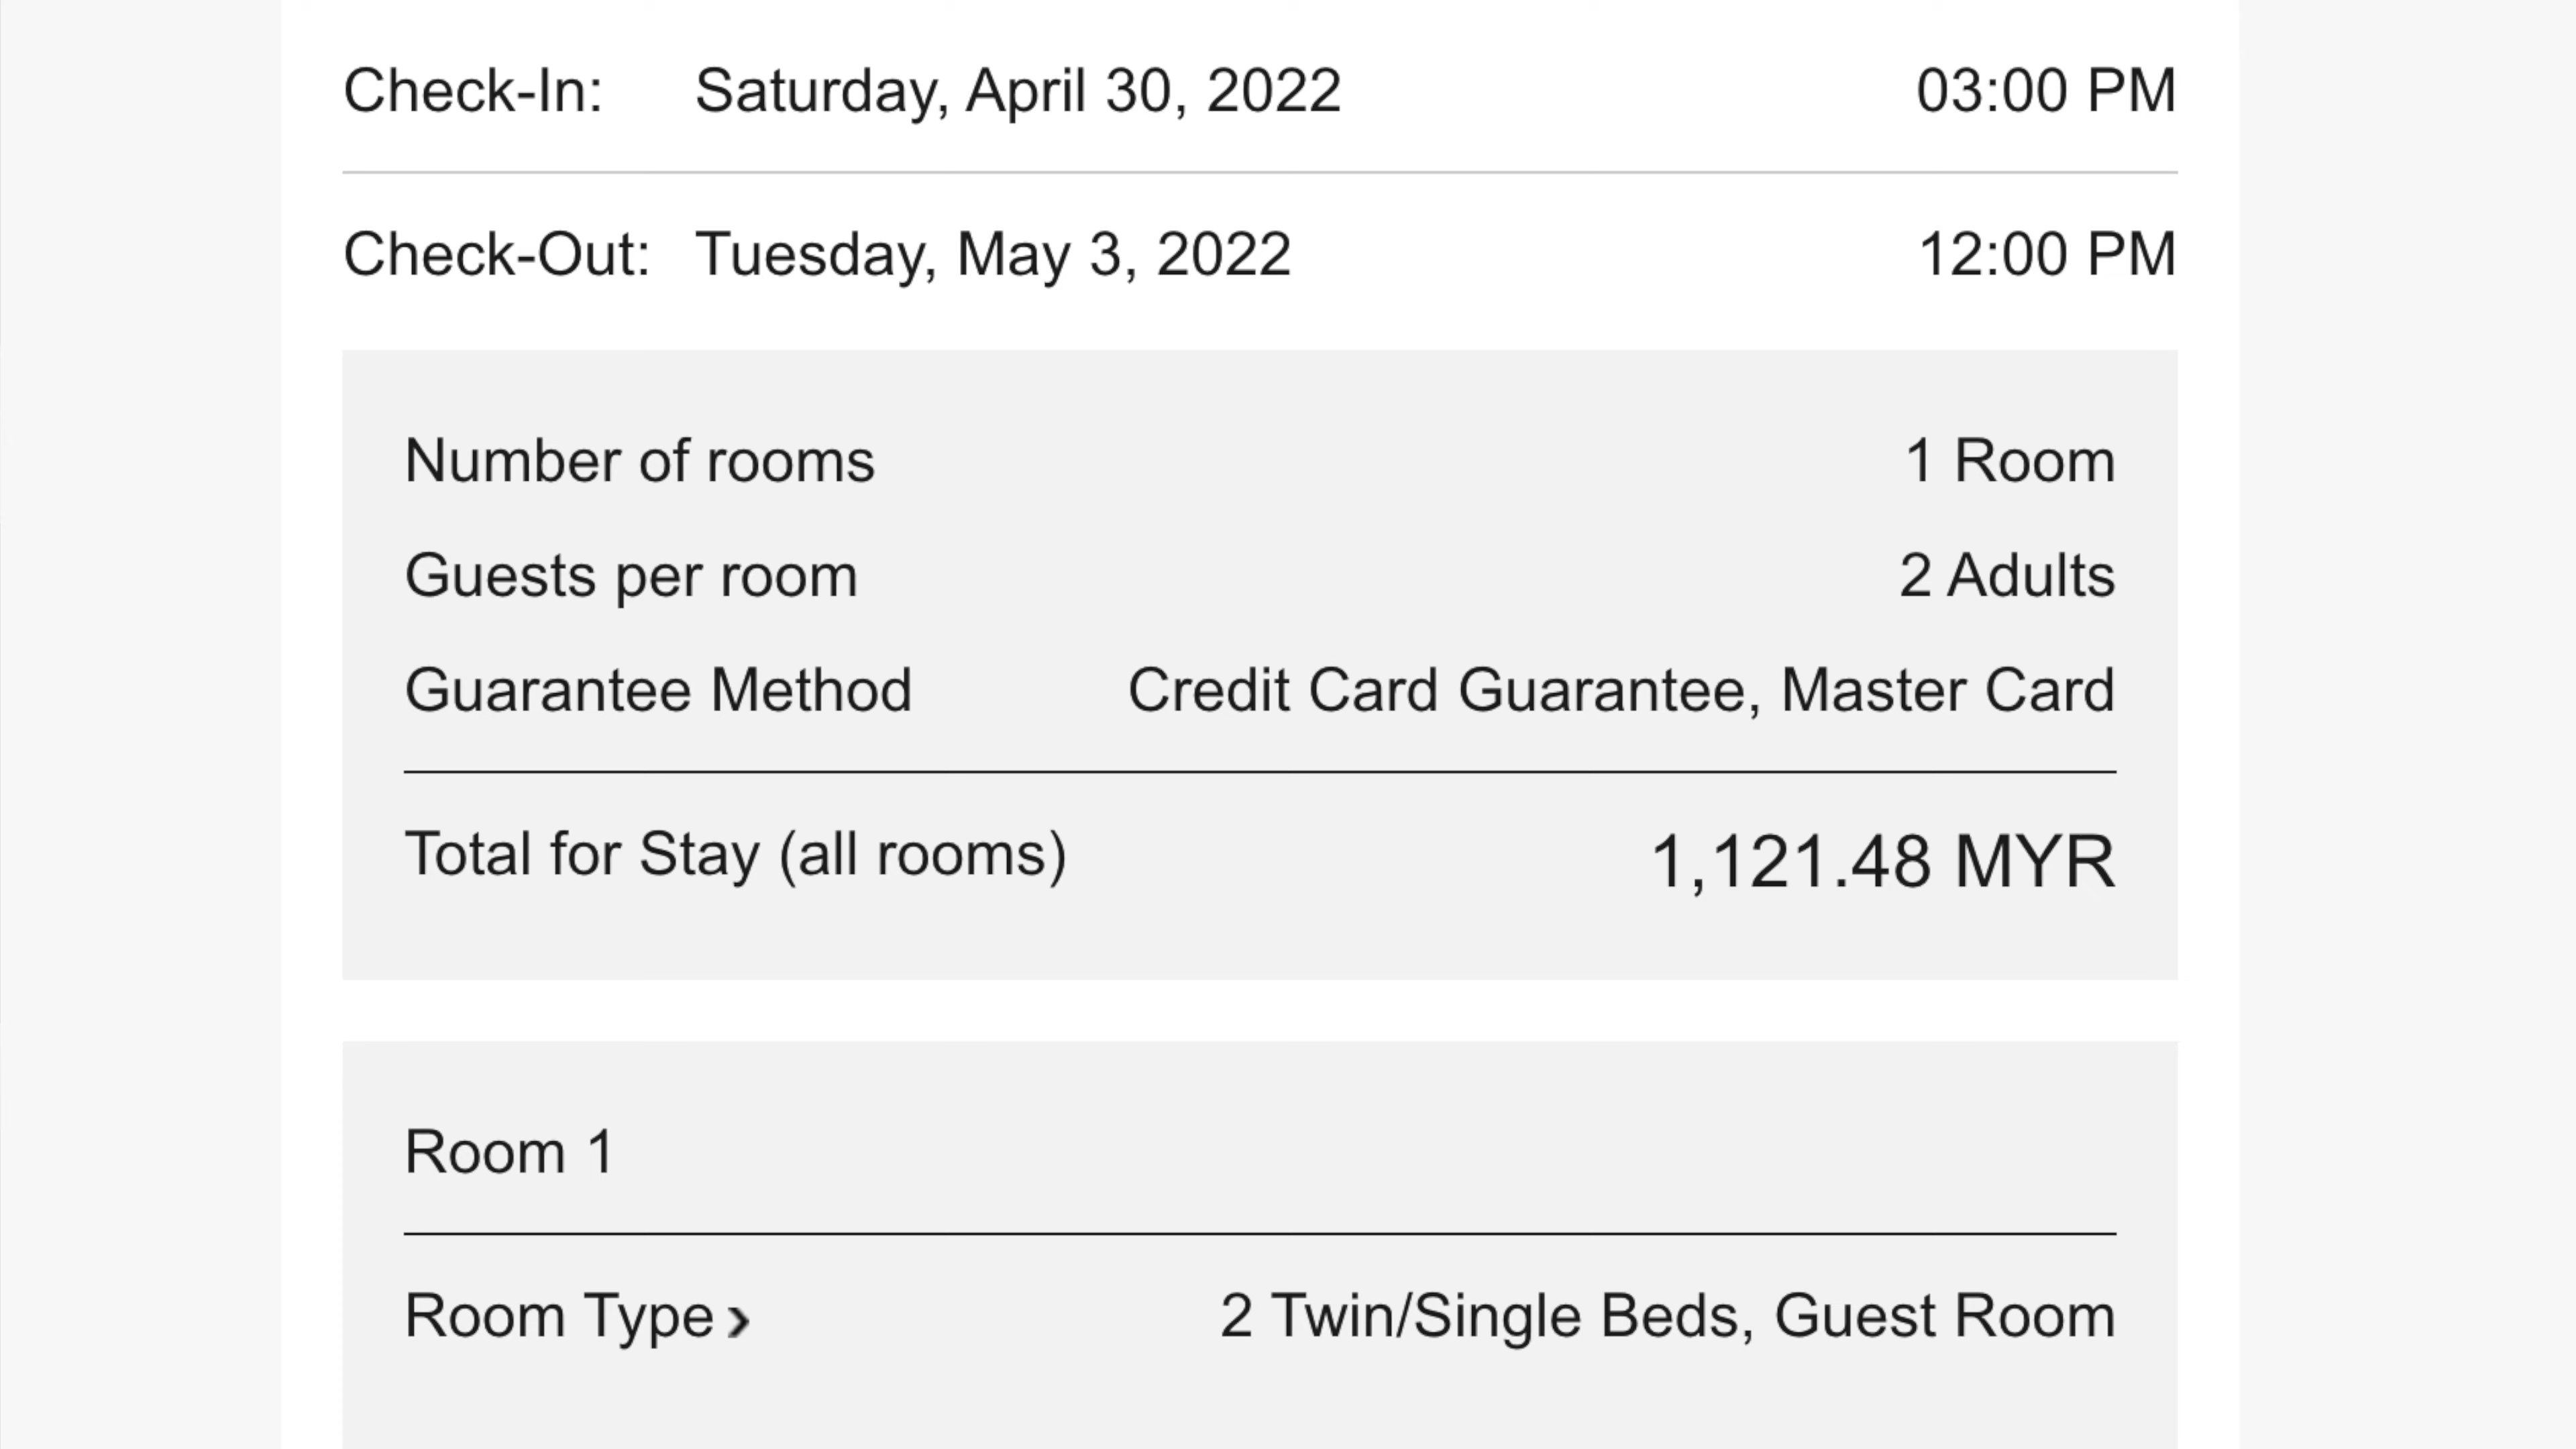 Check-In: Saturday, April 30, 2022 03:00 PM
Check-Out: Tuesday, May 3, 2022 12:00 PM
Number of rooms 1 Room
Guests per room 2 Adults
Guarantee Method Credit Card Guarantee, Master Card
Total for Stay (all rooms) 1,121.48 MYR
Room 1
Room Type › 2 Twin/Single Beds, Guest Room